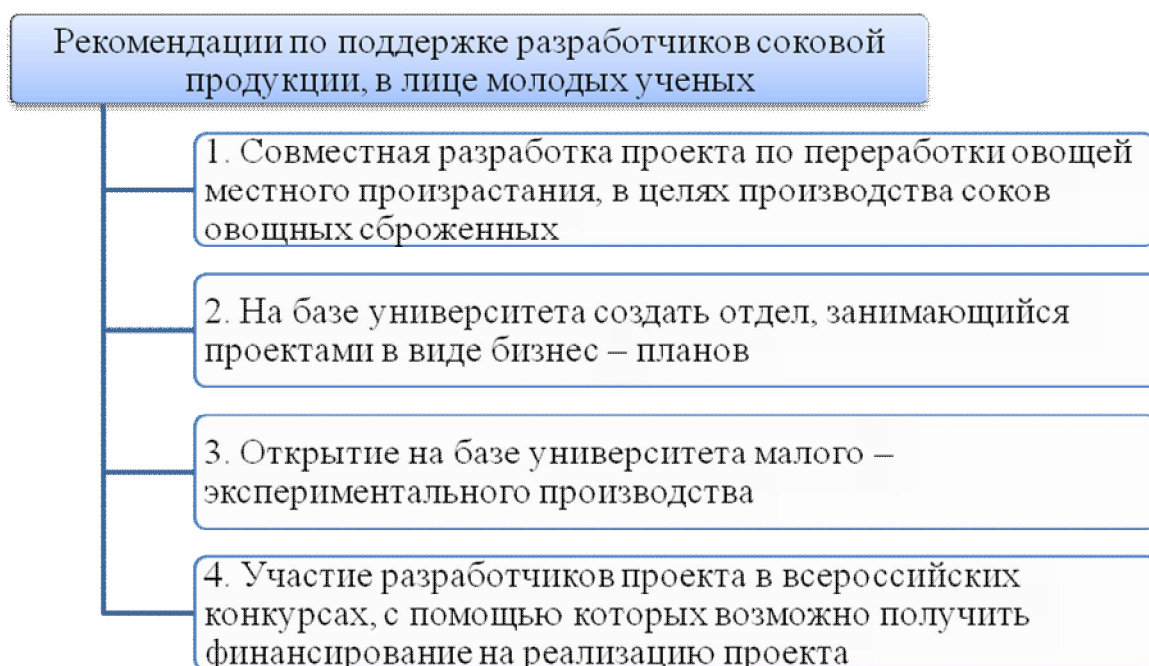 Рекомендации по поддержке разработчиков соковой
продукции, в лице молодых ученых
1. Совместная разработка проекта по переработки овощей
местного произрастания, в целях производства соков
овощных сброженных
2. На базе университета создать отдел, занимающийся
проектами в виде бизнес – планов
3. Открытие на базе университета малого –
экспериментального производства
4. Участие разработчиков проекта в всероссийских
конкурсах, с помощью которых возможно получить
финансирование на реализацию проекта